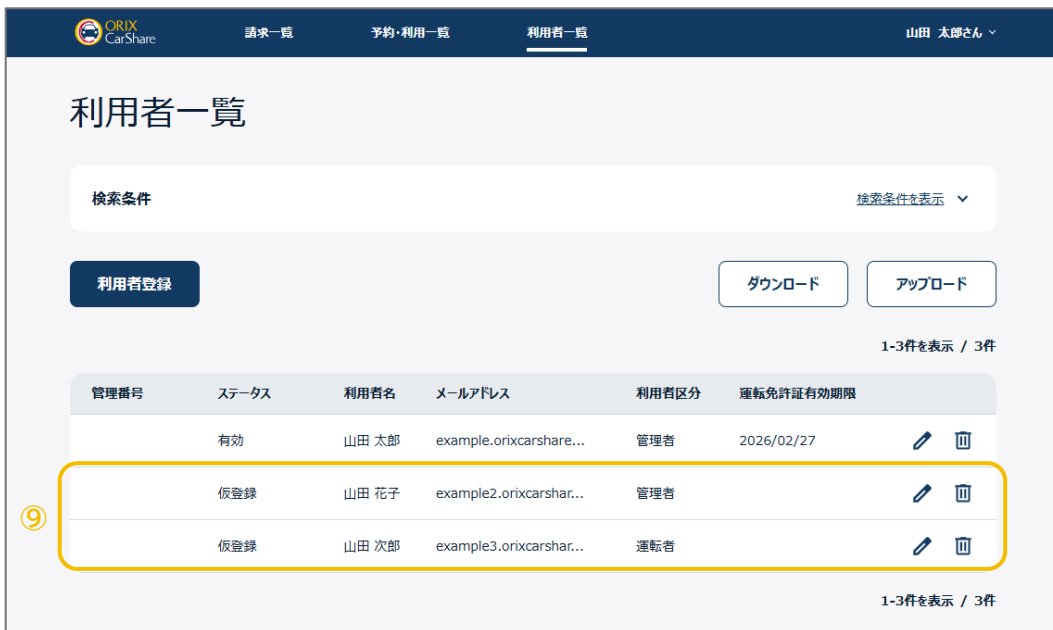 ORIX
CarShare
請求一覧 予約・利用一覧 利用者一覧 山田 太郎さん
利用者一覧
検索条件 検索条件を表示
利用者登録 ダウンロード アップロード
1-3件を表示 / 3件
管理番号 ステータス 利用者名 メールアドレス 利用者区分 運転免許証有効期限
有効 山田 太郎 example.orixcarshare... 管理者 2026/02/27
⑨
仮登録 山田 花子 example2.orixcarshar... 管理者
仮登録 山田 次郎 example3.orixcarshar... 運転者
1-3件を表示 / 3件